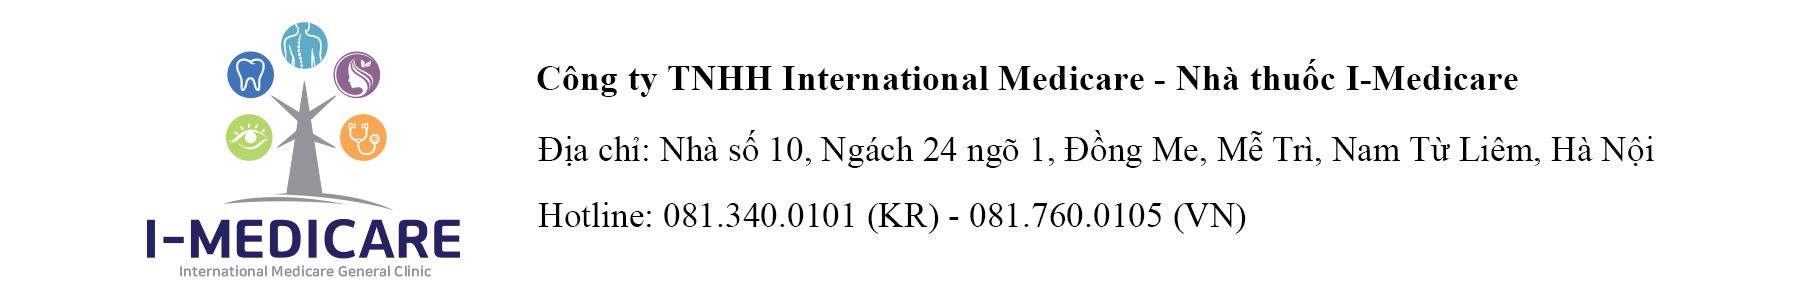 I-MEDICARE
International Medicare General Clinic
Công ty TNHH International Medicare - Nhà thuốc I-Medicare
Địa chỉ: Nhà số 10, Ngách 24 ngõ 1, Đồng Me, Mễ Trì, Nam Từ Liêm, Hà Nội
Hotline: 081.340.0101 (KR) - 081.760.0105 (VN)